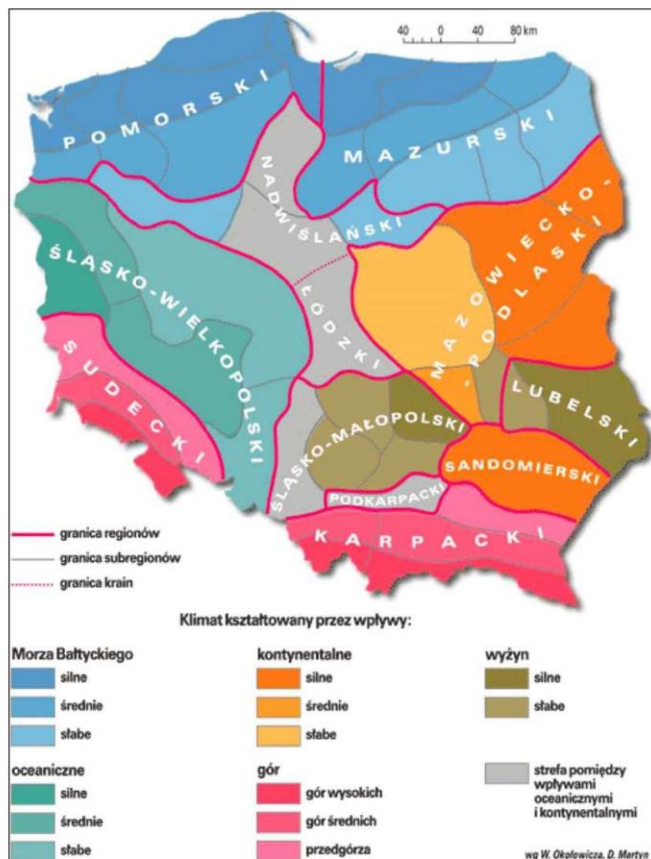 40 0 40 80 km
POMORSKI
MAZURSKI
NADWIŚLAŃSKI
MAZOWIECKO-
-PODLASKI
ŚLĄSKO-WIELKOPOLSKI
ŁÓDZKI
SUDECKI
LUBELSKI
ŚLĄSKO-MAŁOPOLSKI
SANDOMIERSKI
PODKARPACKI
KARPACKI
granica regionów
granica subregionów
granica krain
Klimat kształtowany przez wpływy:
Morza Bałtyckiego
silne
średnie
słabe
kontynentalne
silne
średnie
słabe
wyżyn
silne
słabe
oceaniczne
silne
średnie
słabe
gór
gór wysokich
gór średnich
przedgórza
strefa pomiędzy
wpływami
oceanicznymi
i kontynentalnymi
wg W. Okołowicza, D. Martyn